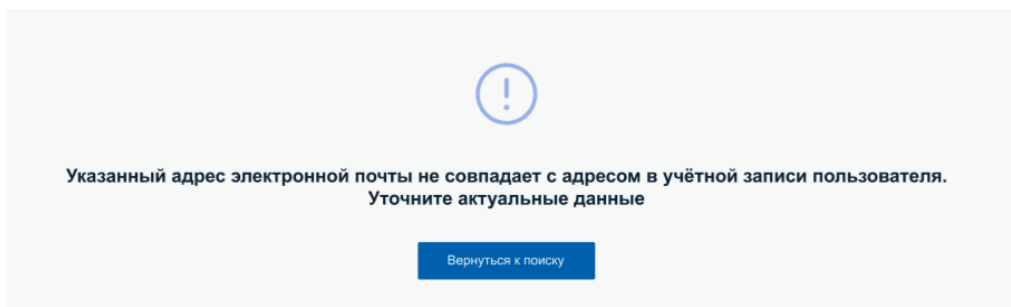 Указанный адрес электронной почты не совпадает с адресом в учётной записи пользователя.
Уточните актуальные данные
Вернуться к поиску